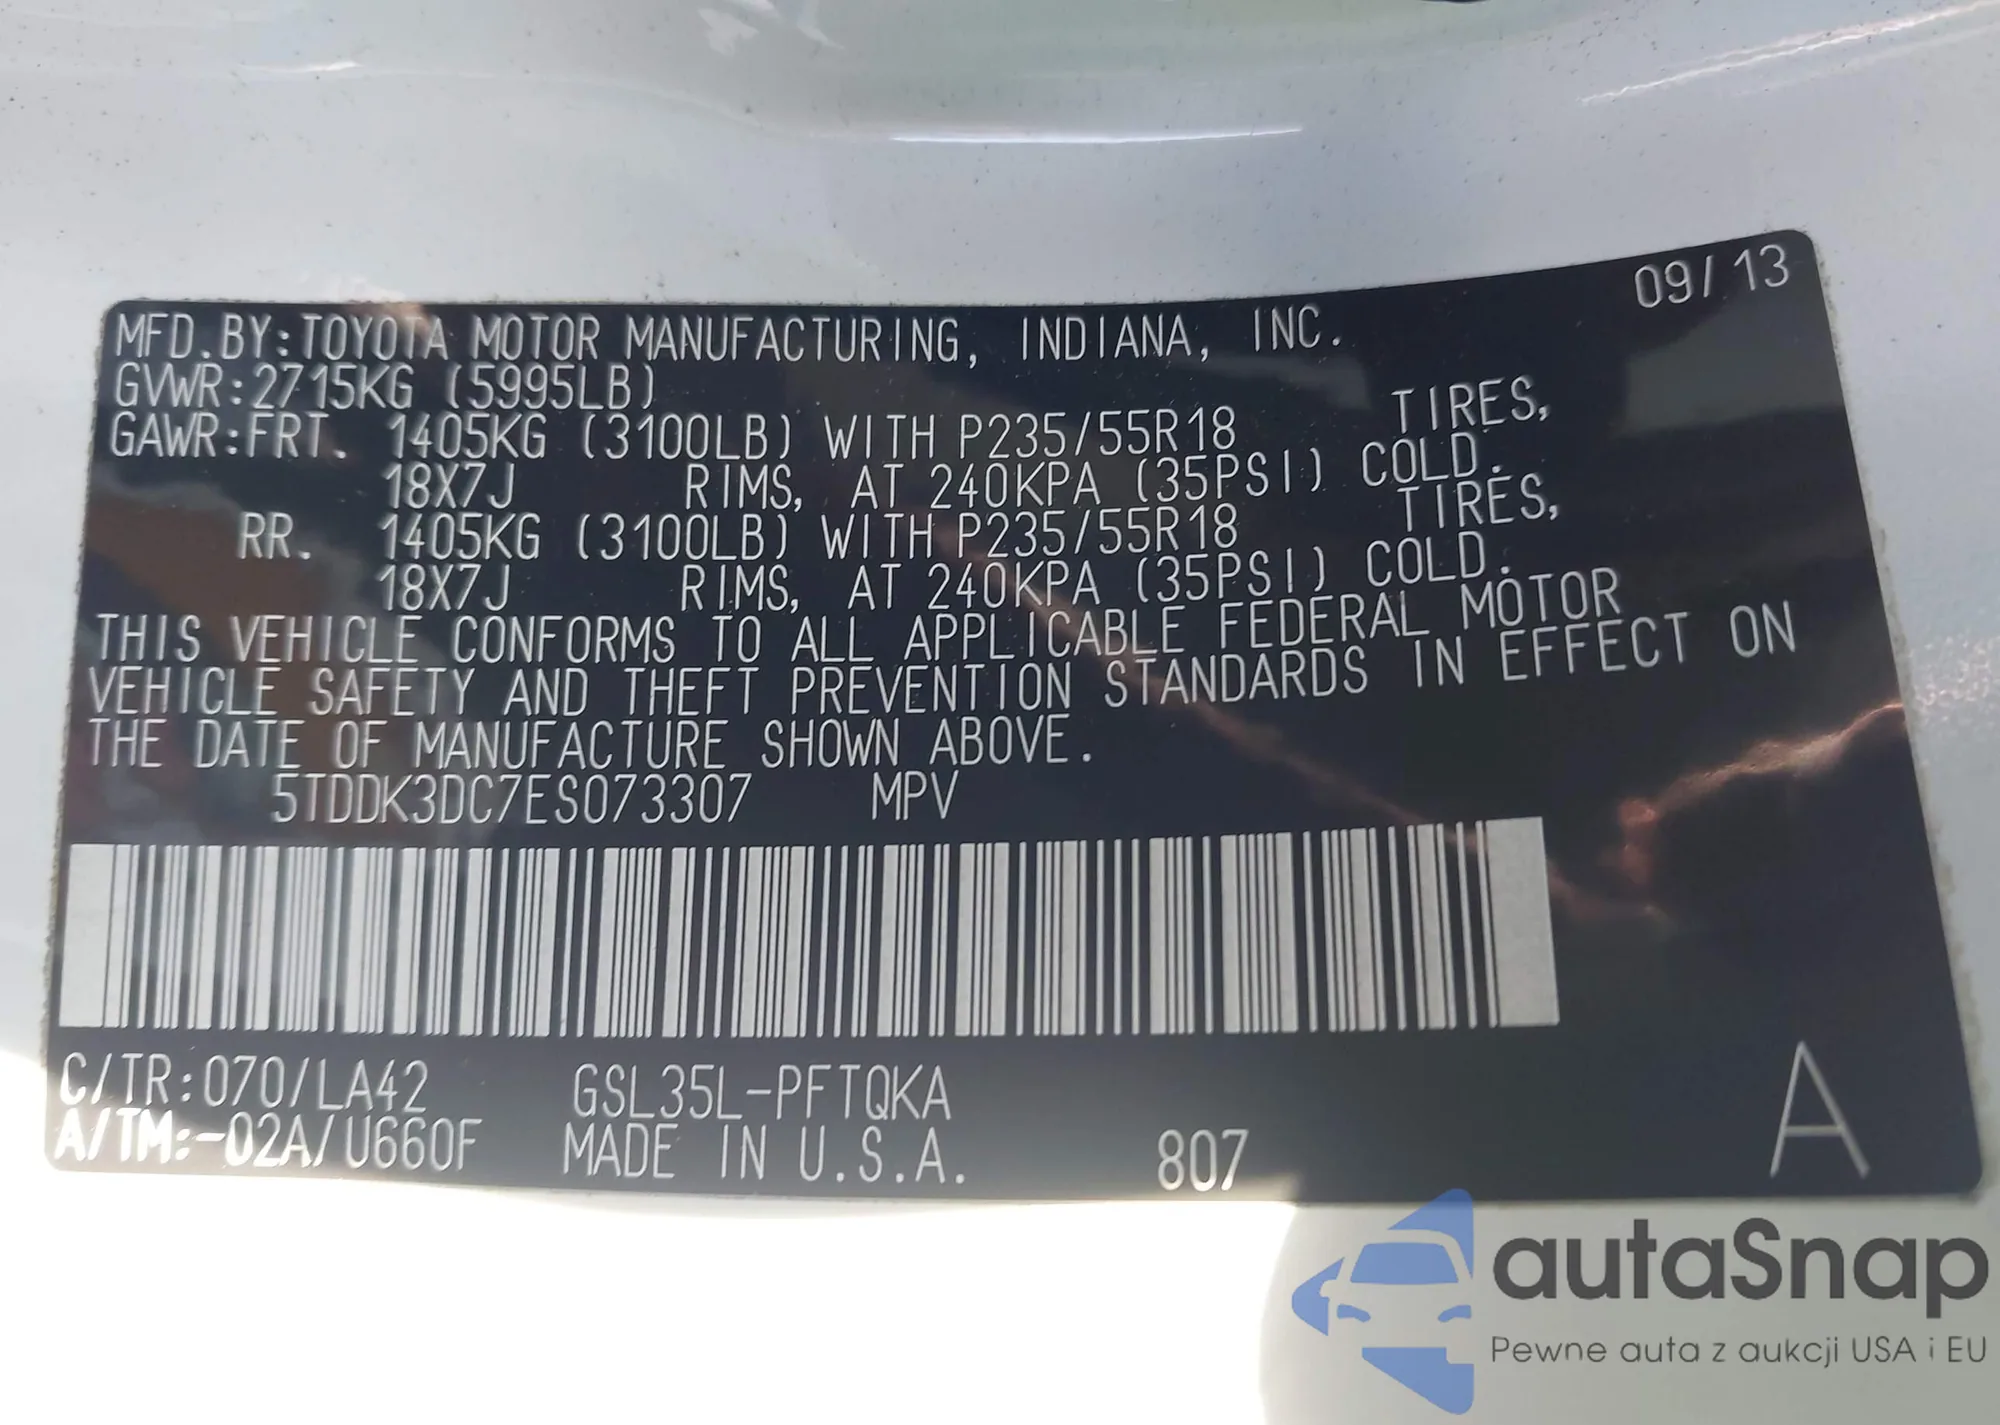 09/13
MFD.BY:TOYOTA MOTOR MANUFACTURING, INDIANA, INC.
GVWR:2715KG (5995LB)
GAWR:FRT. 1405KG (3100LB) WITH P235/55R18 TIRES,
18X7J RIMS, AT 240KPA (35PSI) COLD.
RR. 1405KG (3100LB) WITH P235/55R18 TIRES,
18X7J RIMS, AT 240KPA (35PSI) COLD.
THIS VEHICLE CONFORMS TO ALL APPLICABLE FEDERAL MOTOR
VEHICLE SAFETY AND THEFT PREVENTION STANDARDS IN EFFECT ON
THE DATE OF MANUFACTURE SHOWN ABOVE.
5TDDK3DC7ES073307 MPV
C/TR:070/LA42 GSL35L-PFTQKA
A/TM:-02A/U660F MADE IN U.S.A. 807 A
autaSnap
Pewne auta z aukcji USA i EU